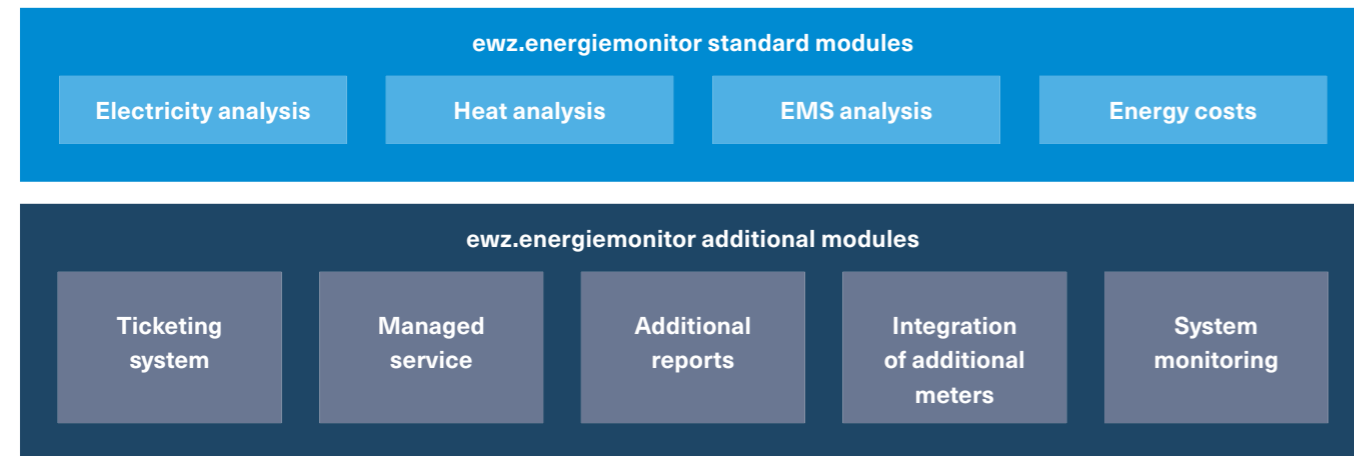 ewz.energiemonitor standard modules
Electricity analysis
Heat analysis
EMS analysis
Energy costs
ewz.energiemonitor additional modules
Ticketing
system
Managed
service
Additional
reports
Integration
of additional
meters
System
monitoring